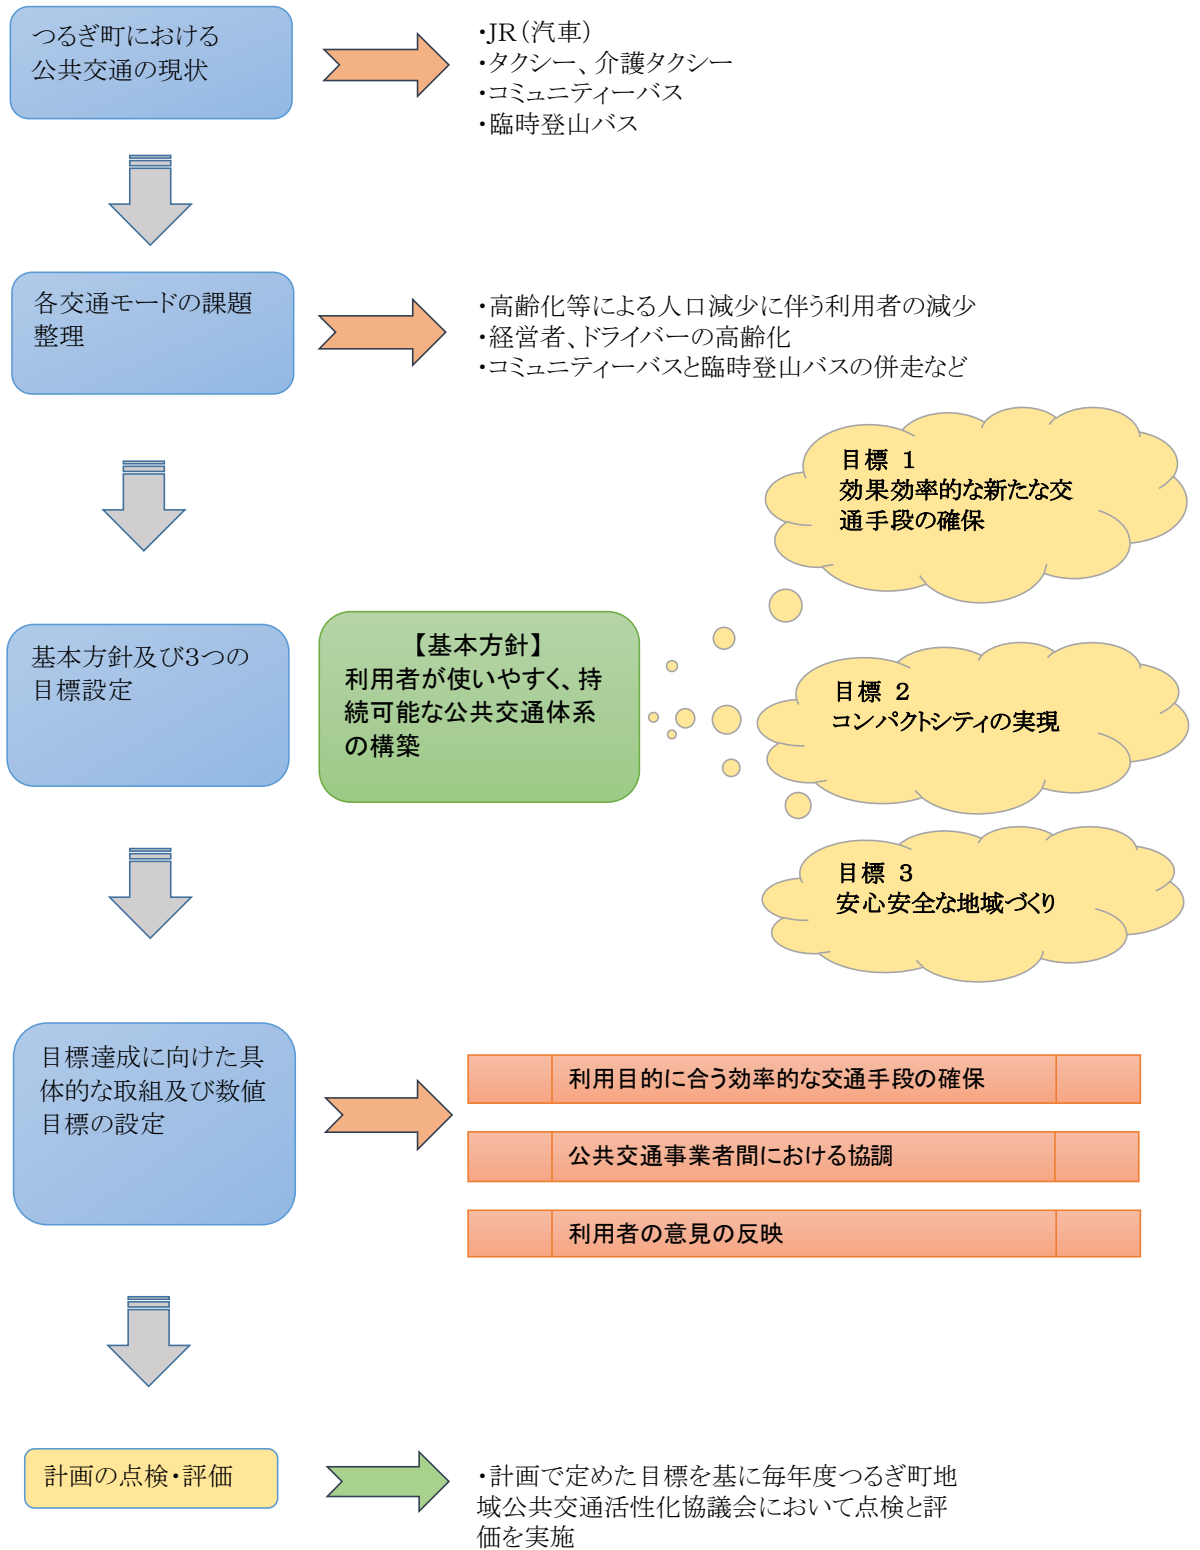 つるぎ町における
公共交通の現状
・JR(汽車)
・タクシー、介護タクシー
・コミュニティーバス
・臨時登山バス
各交通モードの課題
整理
・高齢化等による人口減少に伴う利用者の減少
・経営者、ドライバーの高齢化
・コミュニティーバスと臨時登山バスの併走など
目標 1
効果効率的な新たな交
通手段の確保
基本方針及び3つの
目標設定
【基本方針】
利用者が使いやすく、持
続可能な公共交通体系
の構築
目標 2
コンパクトシティの実現
目標 3
安心安全な地域づくり
目標達成に向けた具
体的な取組及び数値
目標の設定
利用目的に合う効率的な交通手段の確保
公共交通事業者間における協調
利用者の意見の反映
計画の点検・評価
・計画で定めた目標を基に毎年度つるぎ町地
域公共交通活性化協議会において点検と評
価を実施